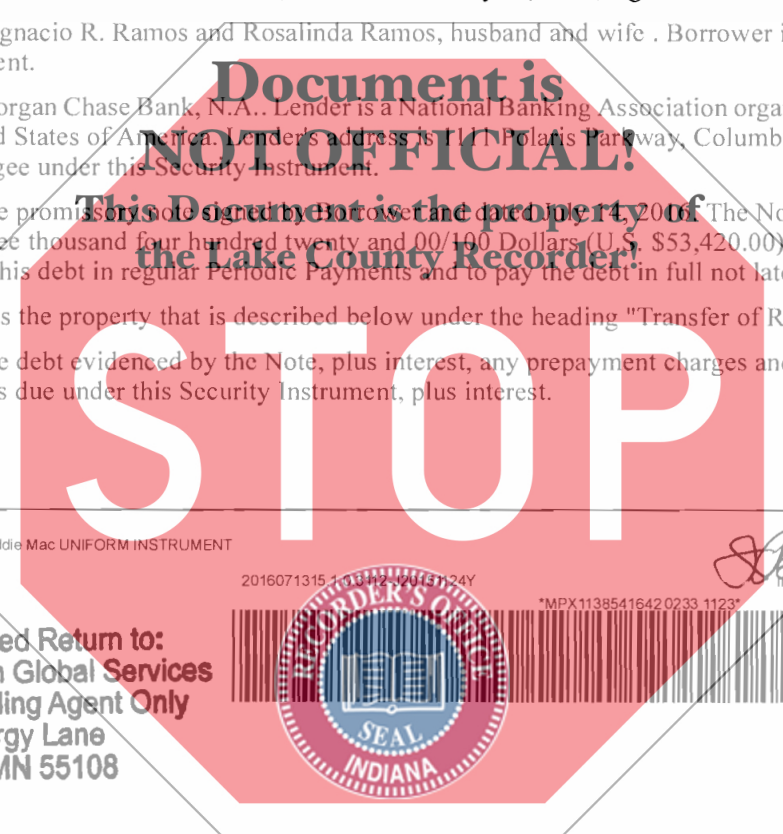 gnacio R. Ramos and Rosalinda Ramos, husband and wife . Borrower i
ent.
Document is
organ Chase Bank, N.A.. Lender is a National Banking Association orga
d States of America. Lender's address is 1111 Polaris Parkway, Columb
NOT OFFICIAL!
gee under this Security Instrument.
This Document is the property of
e promissory note signed by Borrower and dated July 14, 2016. The No
ee thousand four hundred twenty and 00/100 Dollars (U.S. $53,420.00)
the Lake County Recorder!
his debt in regular Periodic Payments and to pay the debt in full not late
s the property that is described below under the heading "Transfer of R
e debt evidenced by the Note, plus interest, any prepayment charges and
s due under this Security Instrument, plus interest.
STOP
ddie Mac UNIFORM INSTRUMENT
2016071315.1.0.3112-J20151124Y
*MPX1138541642 0233 1123*
ed Return to:
n Global Services
ding Agent Only
rgy Lane
MN 55108
RECORDER'S OFFICE
SEAL
INDIANA